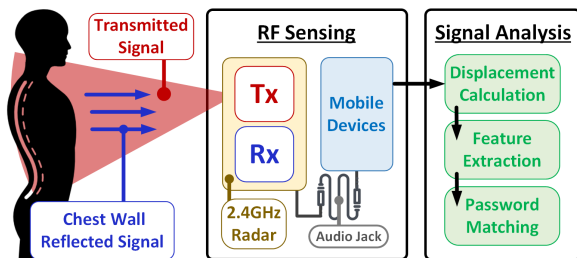 Transmitted
Signal
Chest Wall
Reflected Signal
RF Sensing
Tx
Rx
2.4GHz
Radar
Mobile
Devices
Audio Jack
Signal Analysis
Displacement
Calculation
Feature
Extraction
Password
Matching